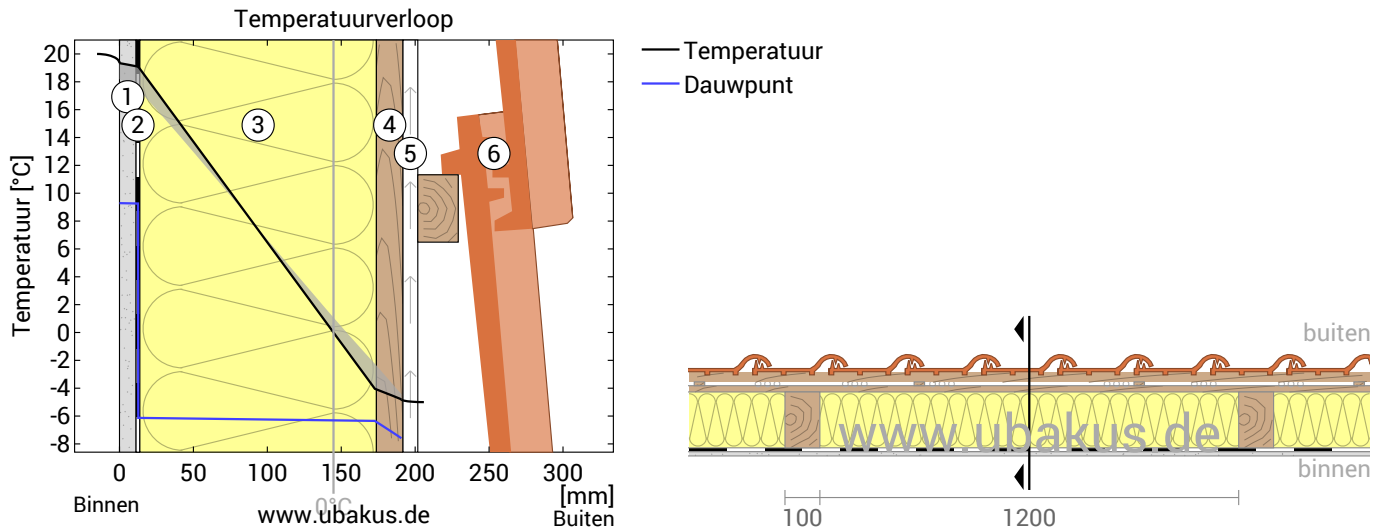 Temperatuurverloop
Temperatuur [°C]
20
18
16
14
12
10
8
6
4
2
0
-2
-4
-6
-8
1
2
3
4
5
6
0 50 100 150 200 250 300
[mm]
Binnen
0°C
www.ubakus.de
Buiten
Temperatuur
Dauwpunt
buiten
www.ubakus.de
binnen
100 1200